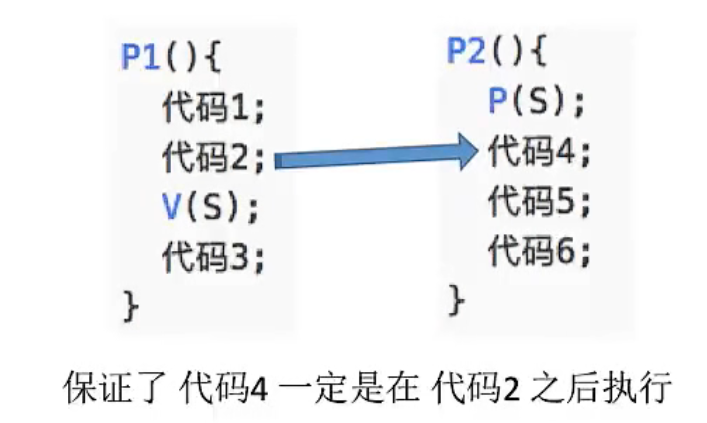 P1(){
代码1;
代码2;
V(S);
代码3;
}
P2(){
P(S);
代码4;
代码5;
代码6;
}
保证了 代码4 一定是在 代码2 之后执行